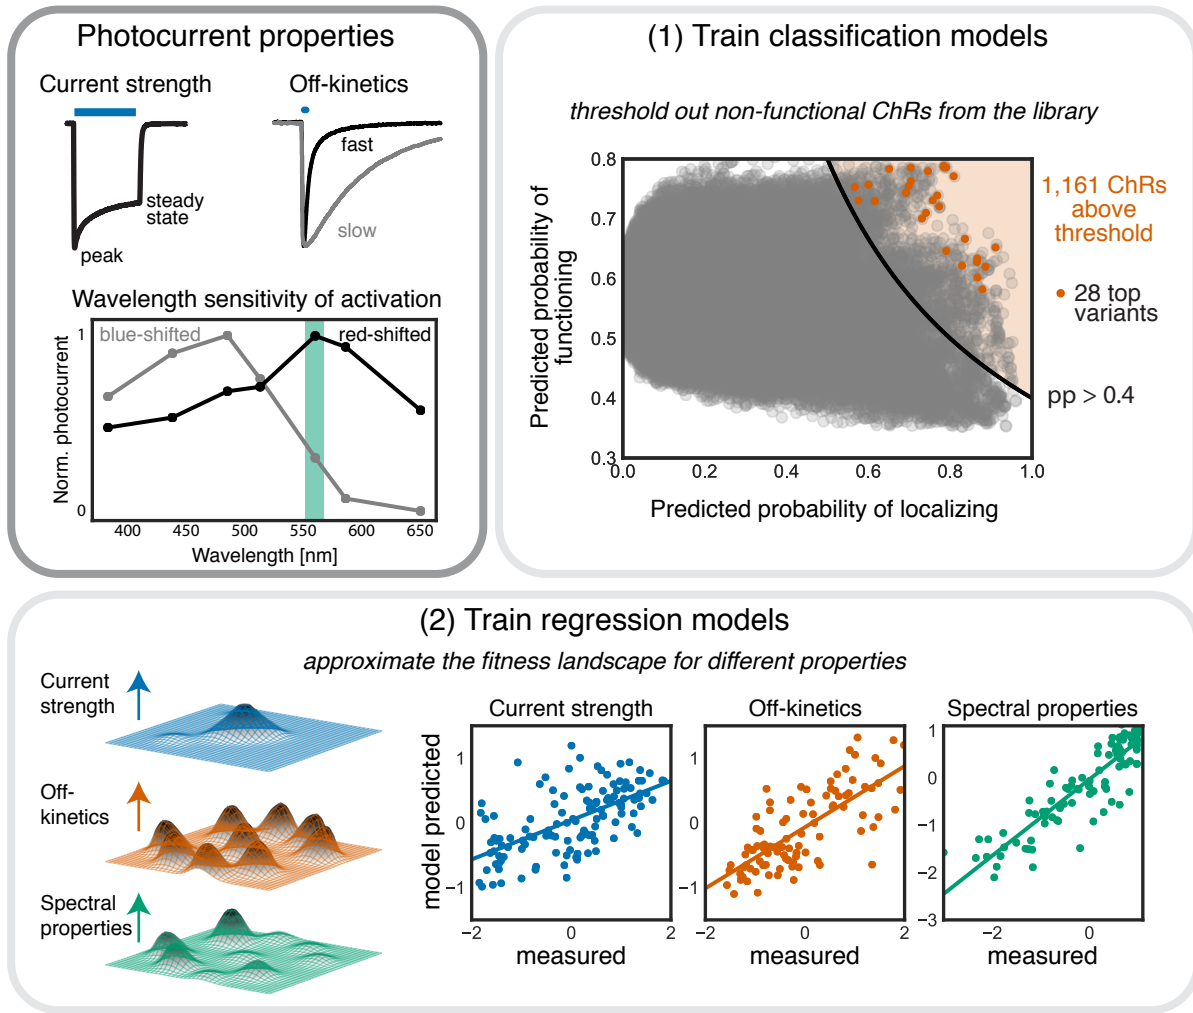 Photocurrent properties
Current strength
Off-kinetics
steady
state
peak
fast
slow
Wavelength sensitivity of activation
blue-shifted
red-shifted
Norm. photocurrent
1
0
400
450
500
550
600
650
Wavelength [nm]
(1) Train classification models
threshold out non-functional ChRs from the library
Predicted probability of
functioning
0.8
0.7
0.6
0.5
0.4
0.3
0.0
0.2
0.4
0.6
0.8
1.0
Predicted probability of localizing
1,161 ChRs
above
threshold
28 top
variants
pp > 0.4
(2) Train regression models
approximate the fitness landscape for different properties
Current
strength
Off-
kinetics
Spectral
properties
Current strength
model predicted
1
0
−1
−2
0
2
measured
Off-kinetics
1
0
−1
−2
0
2
measured
Spectral properties
1
0
−1
−2
−3
−2
0
measured